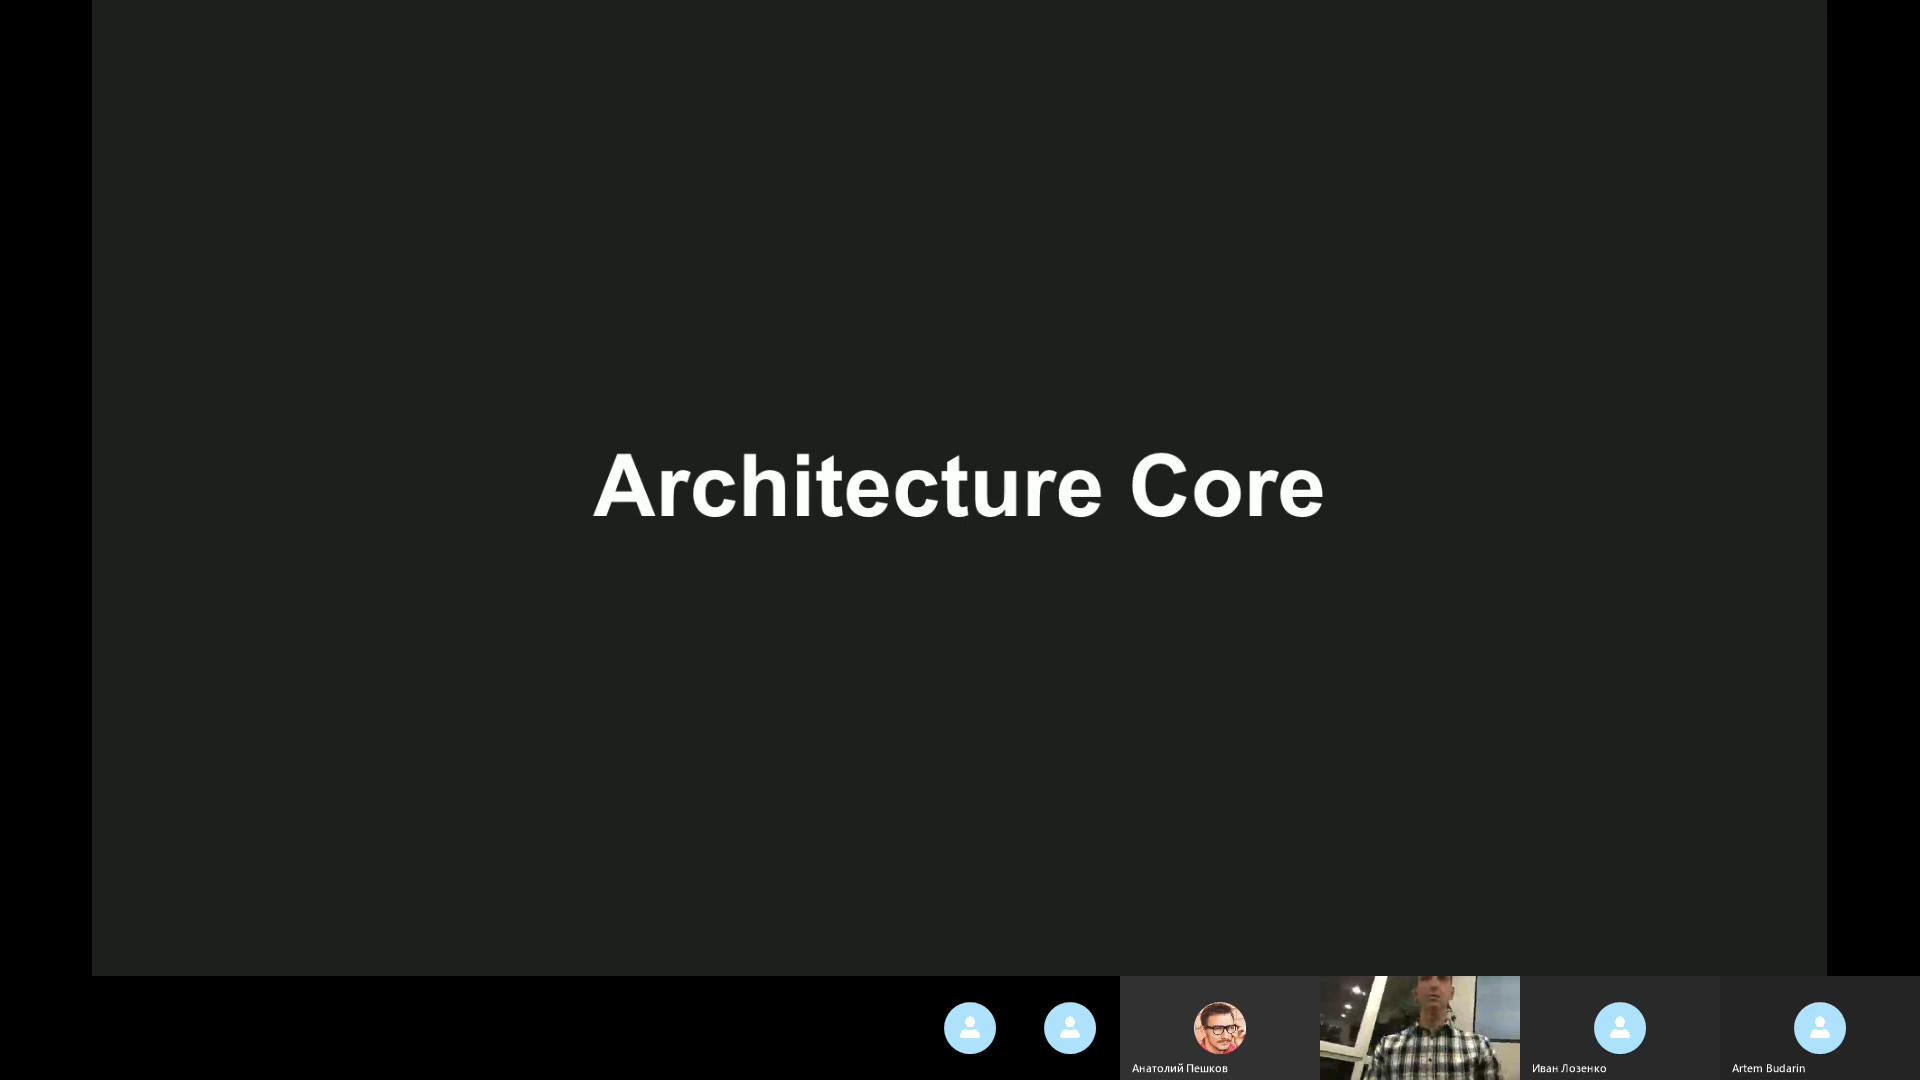 Architecture Core
Анатолий Пешков
Иван Лозенко
Artem Budarin